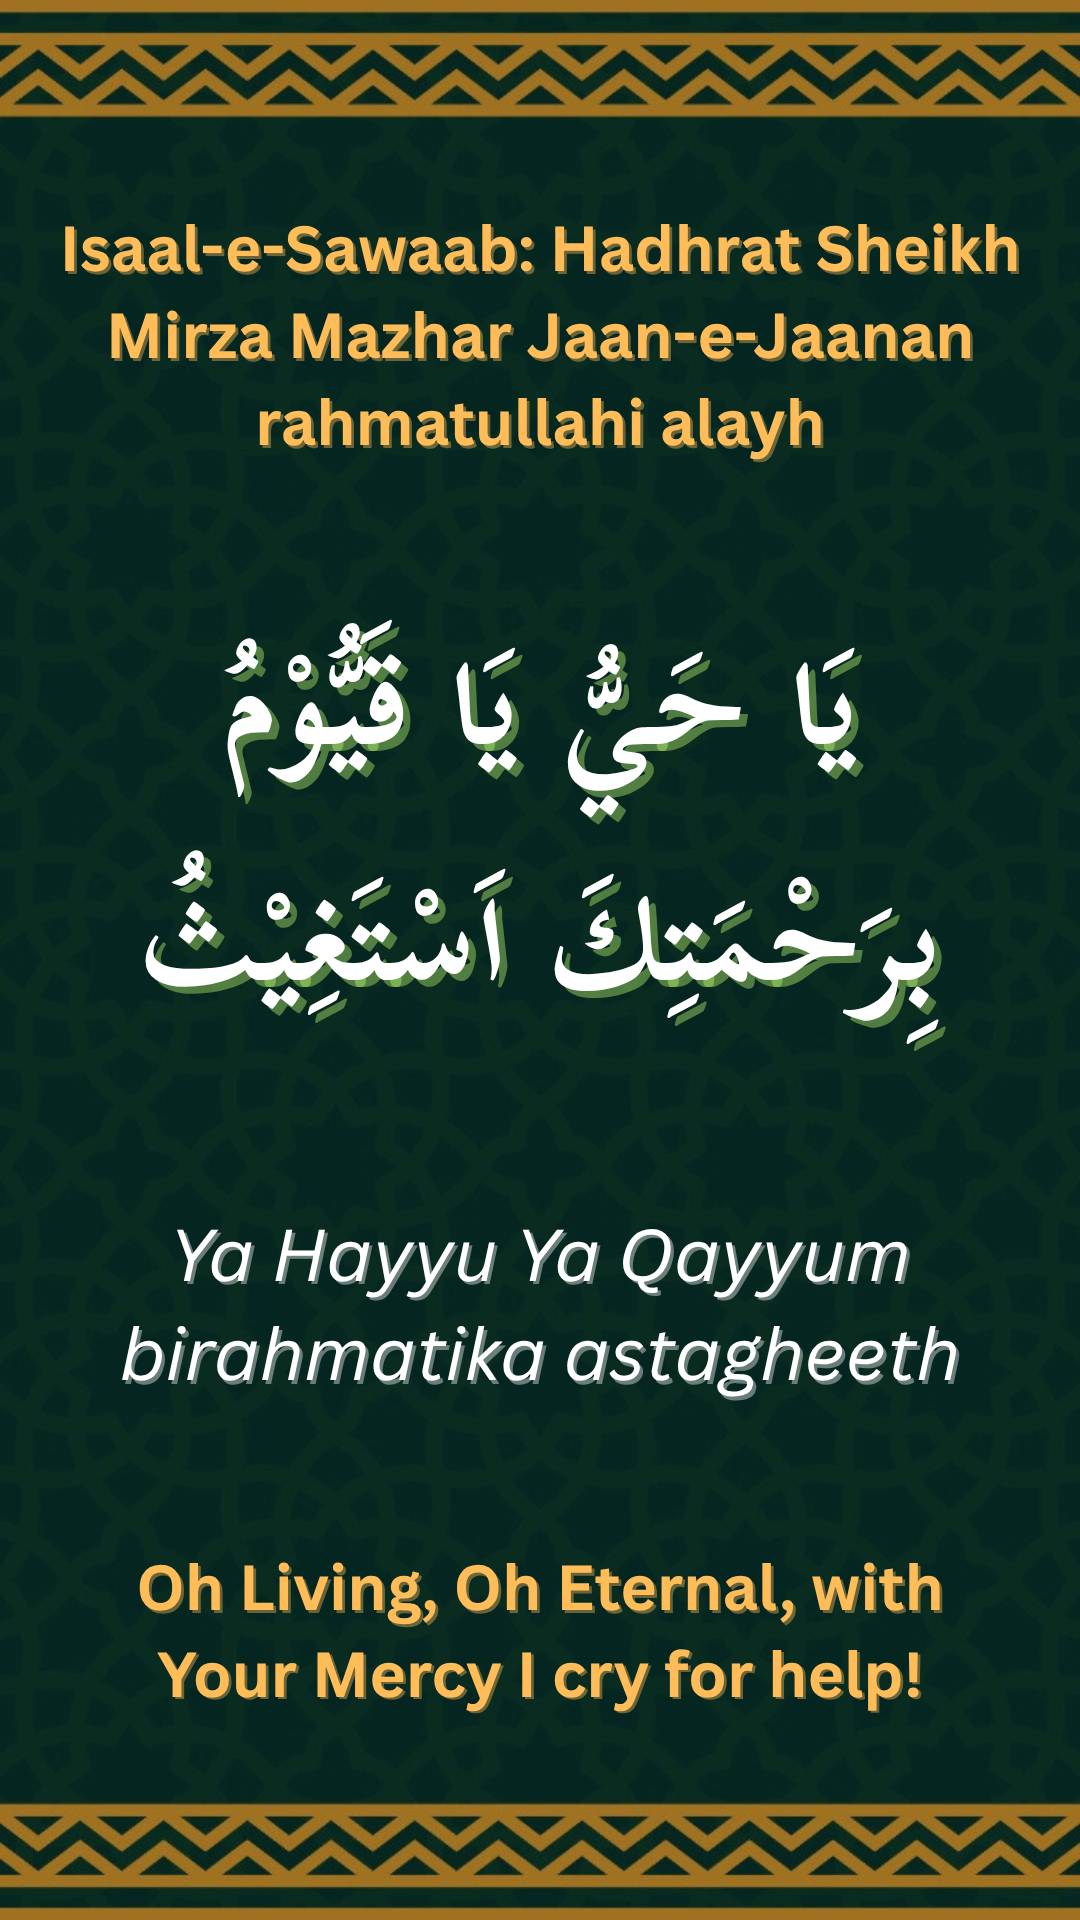 Isaal-e-Sawaab: Hadhrat Sheikh
Mirza Mazhar Jaan-e-Jaanan
rahmatullahi alayh
يَا حَيُّ يَا قَيُّوْمُ
بِرَحْمَتِكَ اَسْتَغِيْثُ
Ya Hayyu Ya Qayyum
birahmatika astagheeth
Oh Living, Oh Eternal, with
Your Mercy I cry for help!